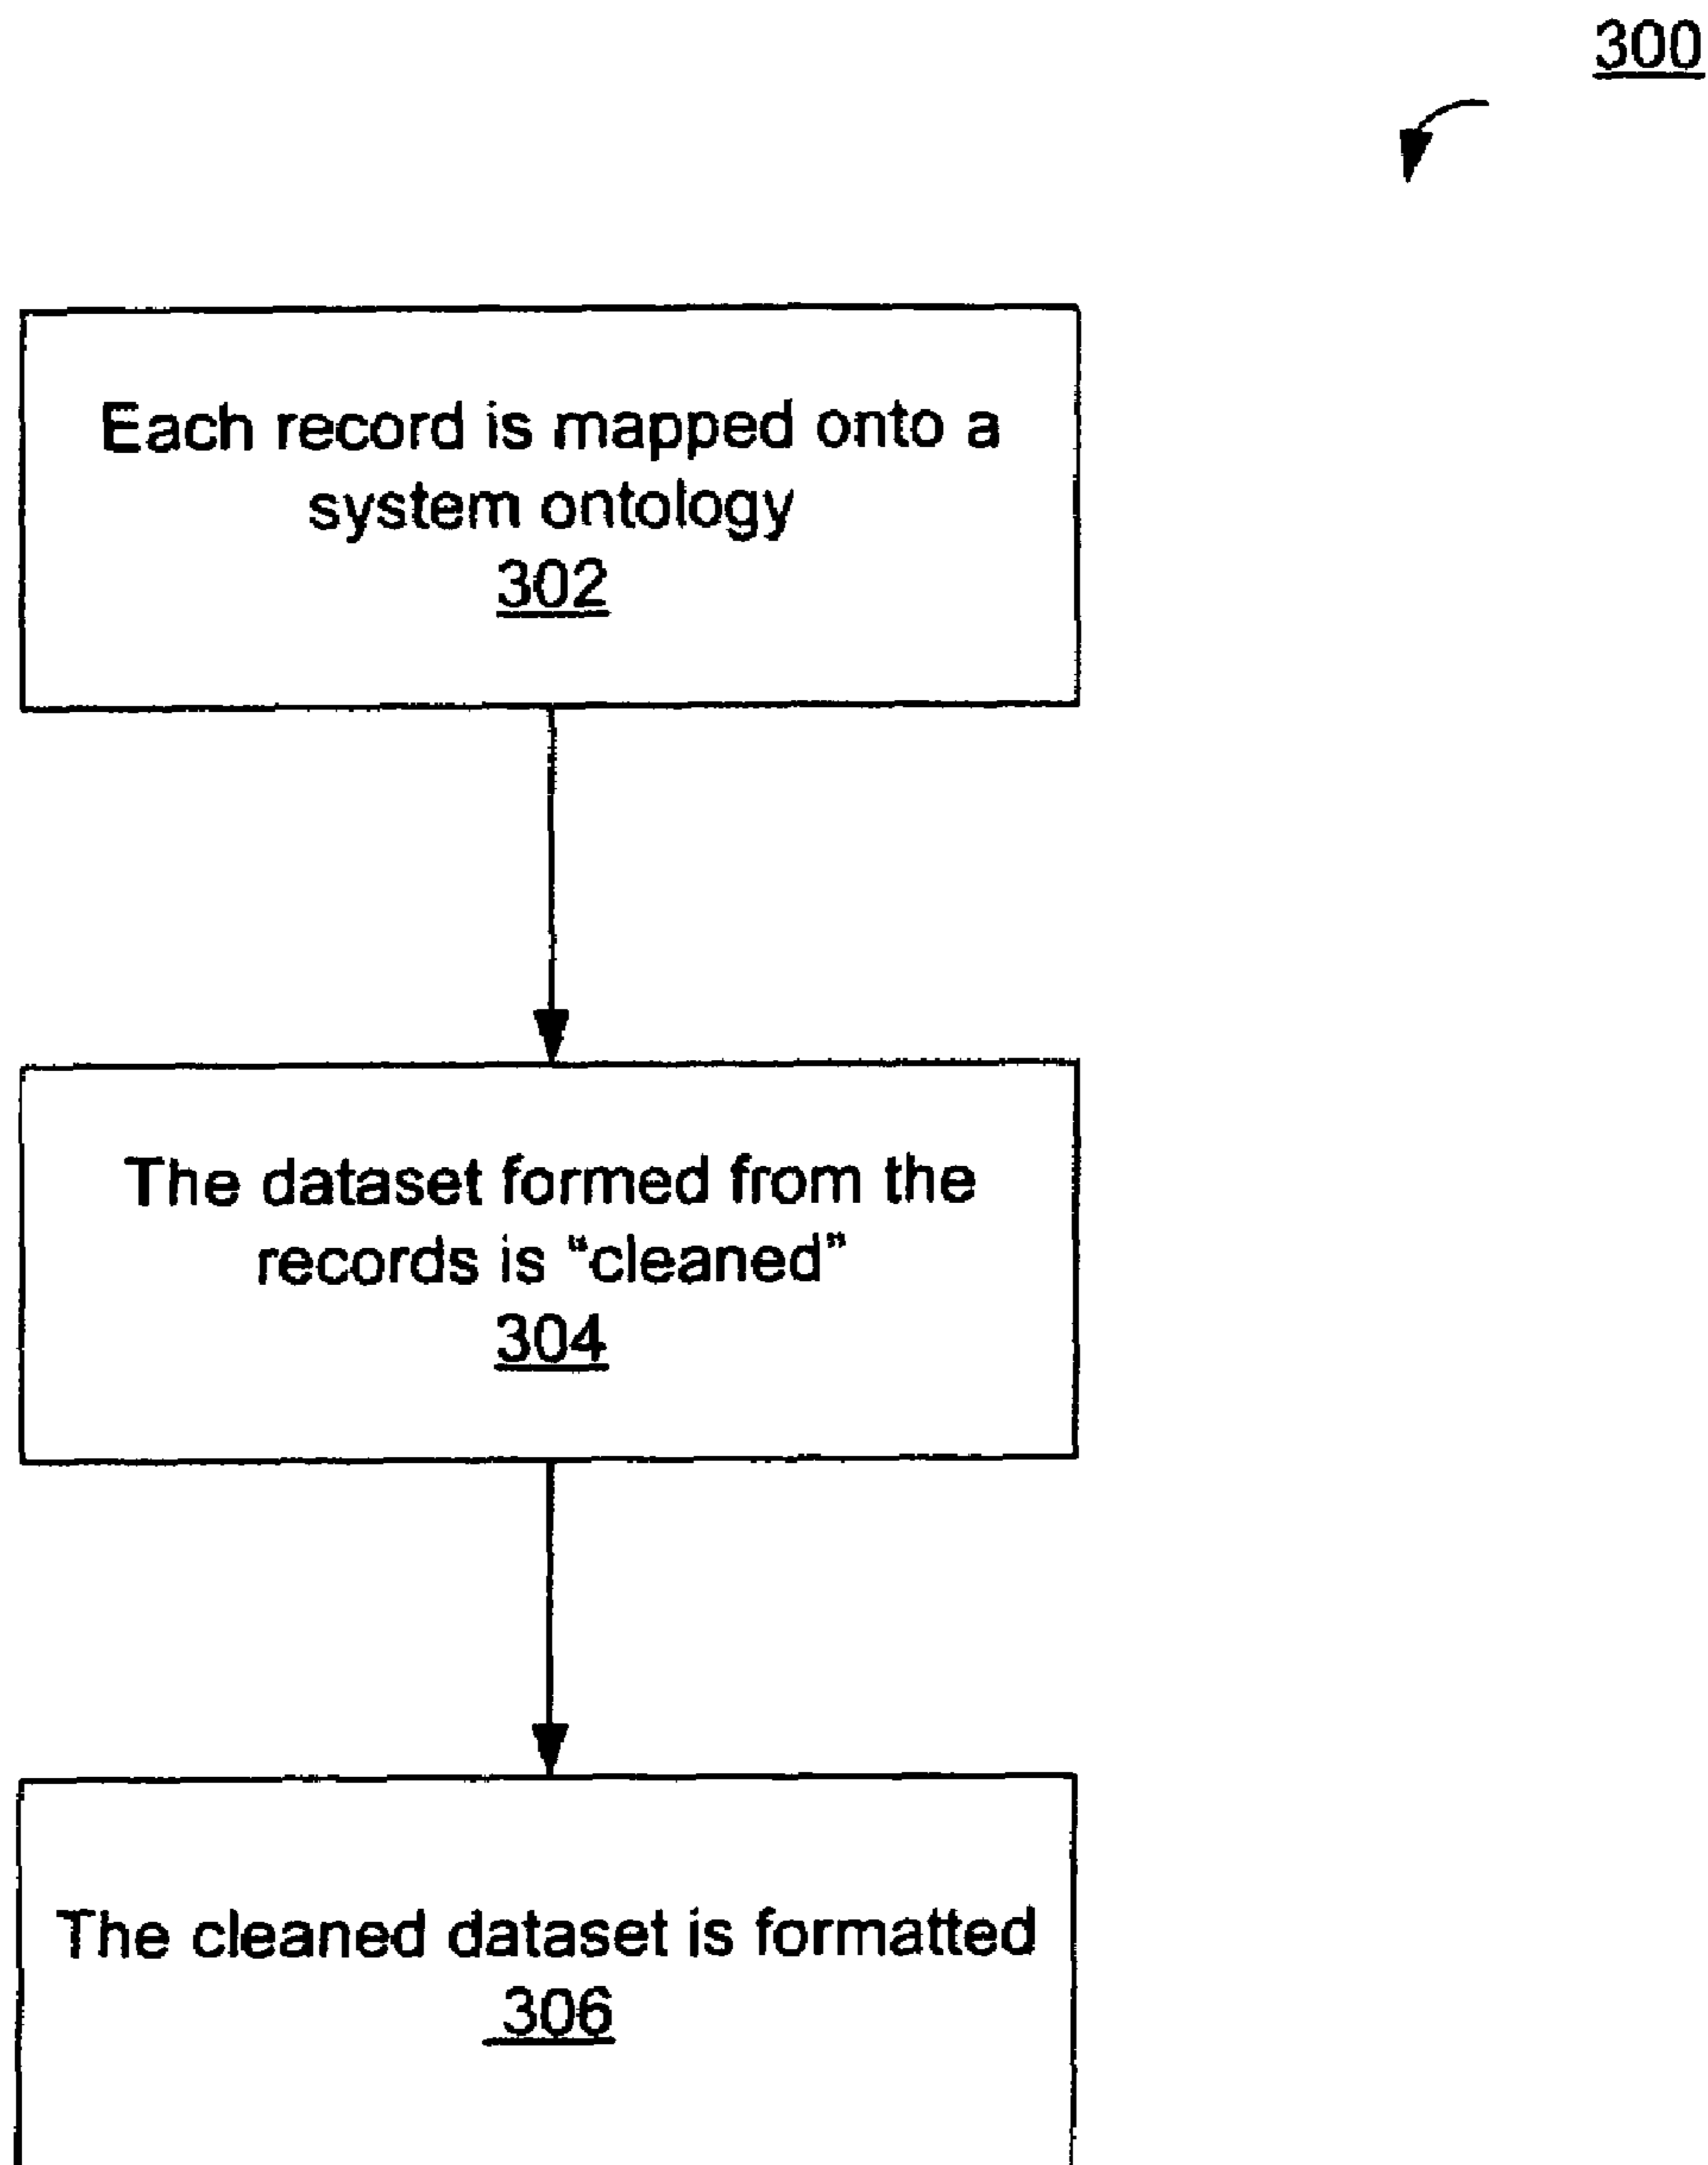 300
Each record is mapped onto a
system ontology
302
The dataset formed from the
records is “cleaned”
304
The cleaned dataset is formatted
306